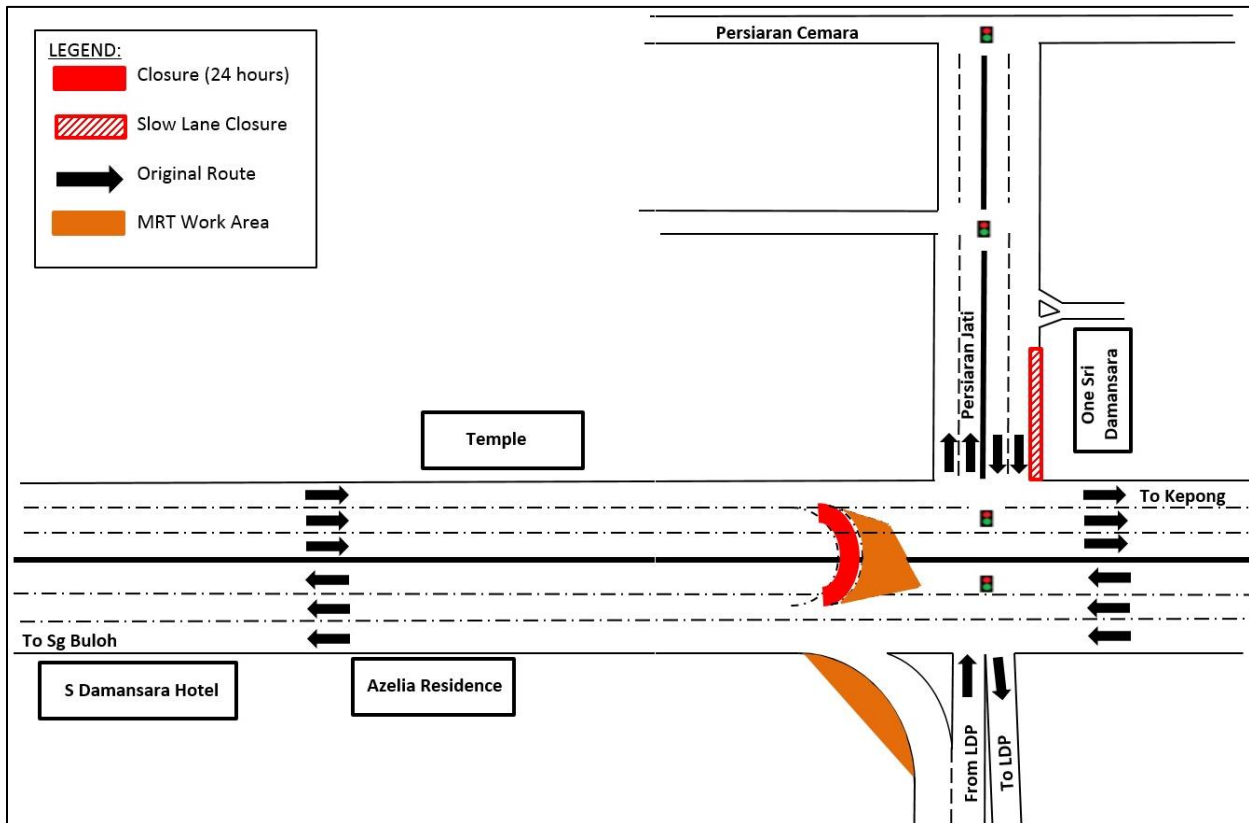 LEGEND:
Closure (24 hours)
Slow Lane Closure
Original Route
MRT Work Area
Persiaran Cemara
Persiaran Jati
One Sri
Damansara
Temple
To Kepong
To Sg Buloh
S Damansara Hotel
Azelia Residence
From LDP
To LDP